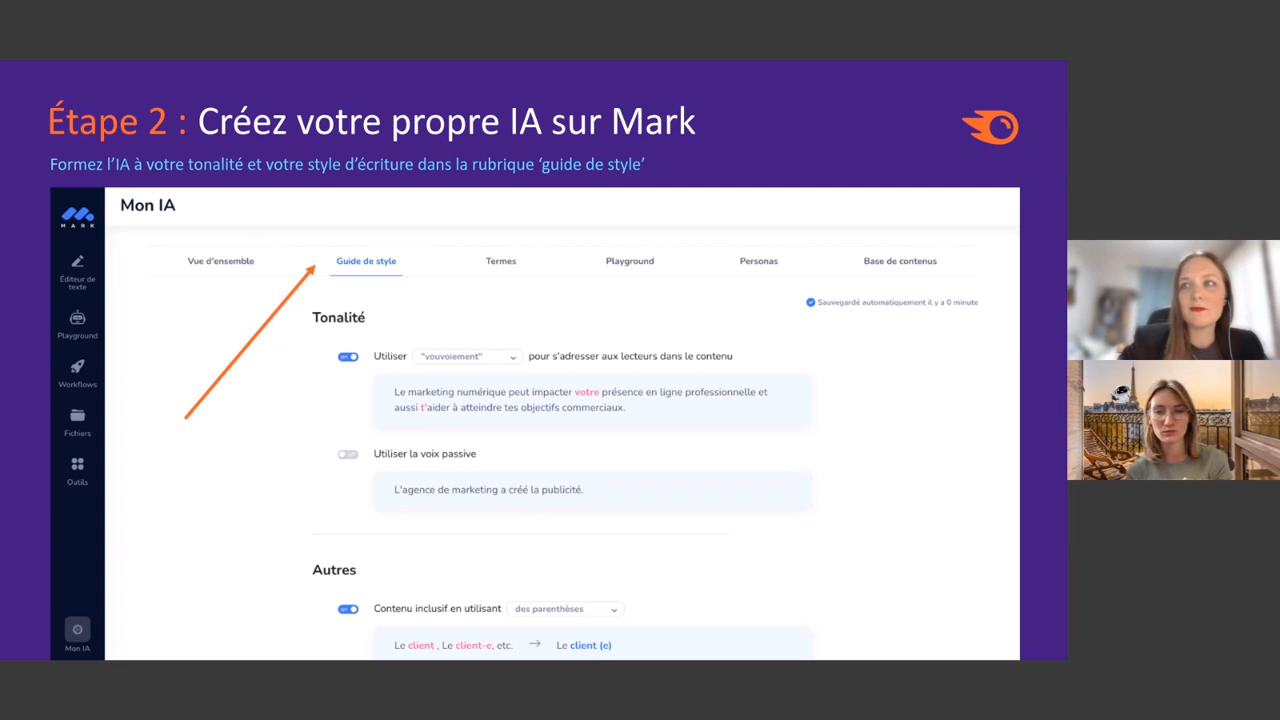 Étape 2 : Créez votre propre IA sur Mark
Formez l’IA à votre tonalité et votre style d’écriture dans la rubrique ‘guide de style’
MARK
Mon IA
Éditeur de
texte
Playground
Workflows
Fichiers
Outils
Mon IA
Vue d'ensemble
Guide de style
Termes
Playground
Personas
Base de contenus
Sauvegardé automatiquement il y a 0 minute
Tonalité
Utiliser "vouvoiement" pour s'adresser aux lecteurs dans le contenu
Le marketing numérique peut impacter votre présence en ligne professionnelle et
aussi t'aider à atteindre tes objectifs commerciaux.
Utiliser la voix passive
L'agence de marketing a créé la publicité.
Autres
Contenu inclusif en utilisant des parenthèses
Le client , Le client-e, etc. → Le client (e)